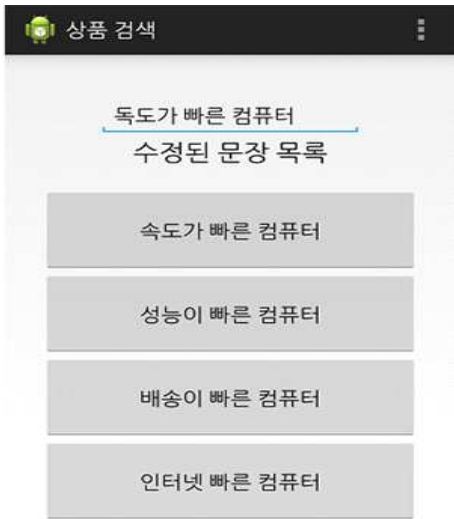 상품 검색
독도가 빠른 컴퓨터
수정된 문장 목록
속도가 빠른 컴퓨터
성능이 빠른 컴퓨터
배송이 빠른 컴퓨터
인터넷 빠른 컴퓨터